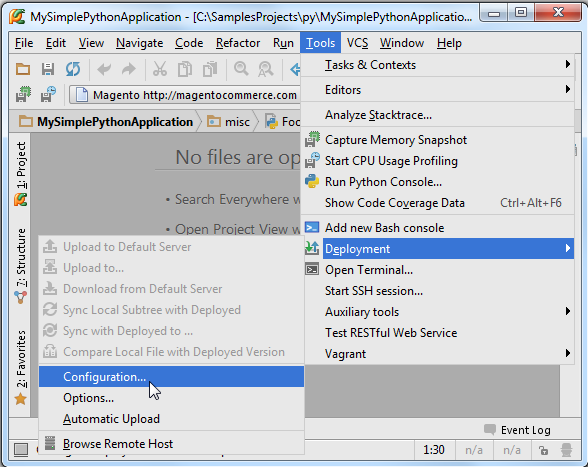 MySimplePythonApplication - [C:\SamplesProjects\py\MySimplePythonApplicatio...
File Edit View Navigate Code Refactor Run Tools VCS Window Help
Magento http://magentocommerce.com
MySimplePythonApplication misc Foo
1: Project
7: Structure
2: Favorites
No files are op
• Search Everywhere w
• Open Project View w
Tasks & Contexts
Editors
Analyze Stacktrace...
Capture Memory Snapshot
Start CPU Usage Profiling
Run Python Console...
Show Code Coverage Data Ctrl+Alt+F6
Add new Bash console
Deployment
Open Terminal...
Start SSH session...
Auxiliary tools
Test RESTful Web Service
Vagrant
Upload to Default Server
Upload to...
Download from Default Server
Sync Local Subtree with Deployed
Sync with Deployed to ...
Compare Local File with Deployed Version
Configuration...
Options...
Automatic Upload
Browse Remote Host
Event Log
1:30 n/a n/a